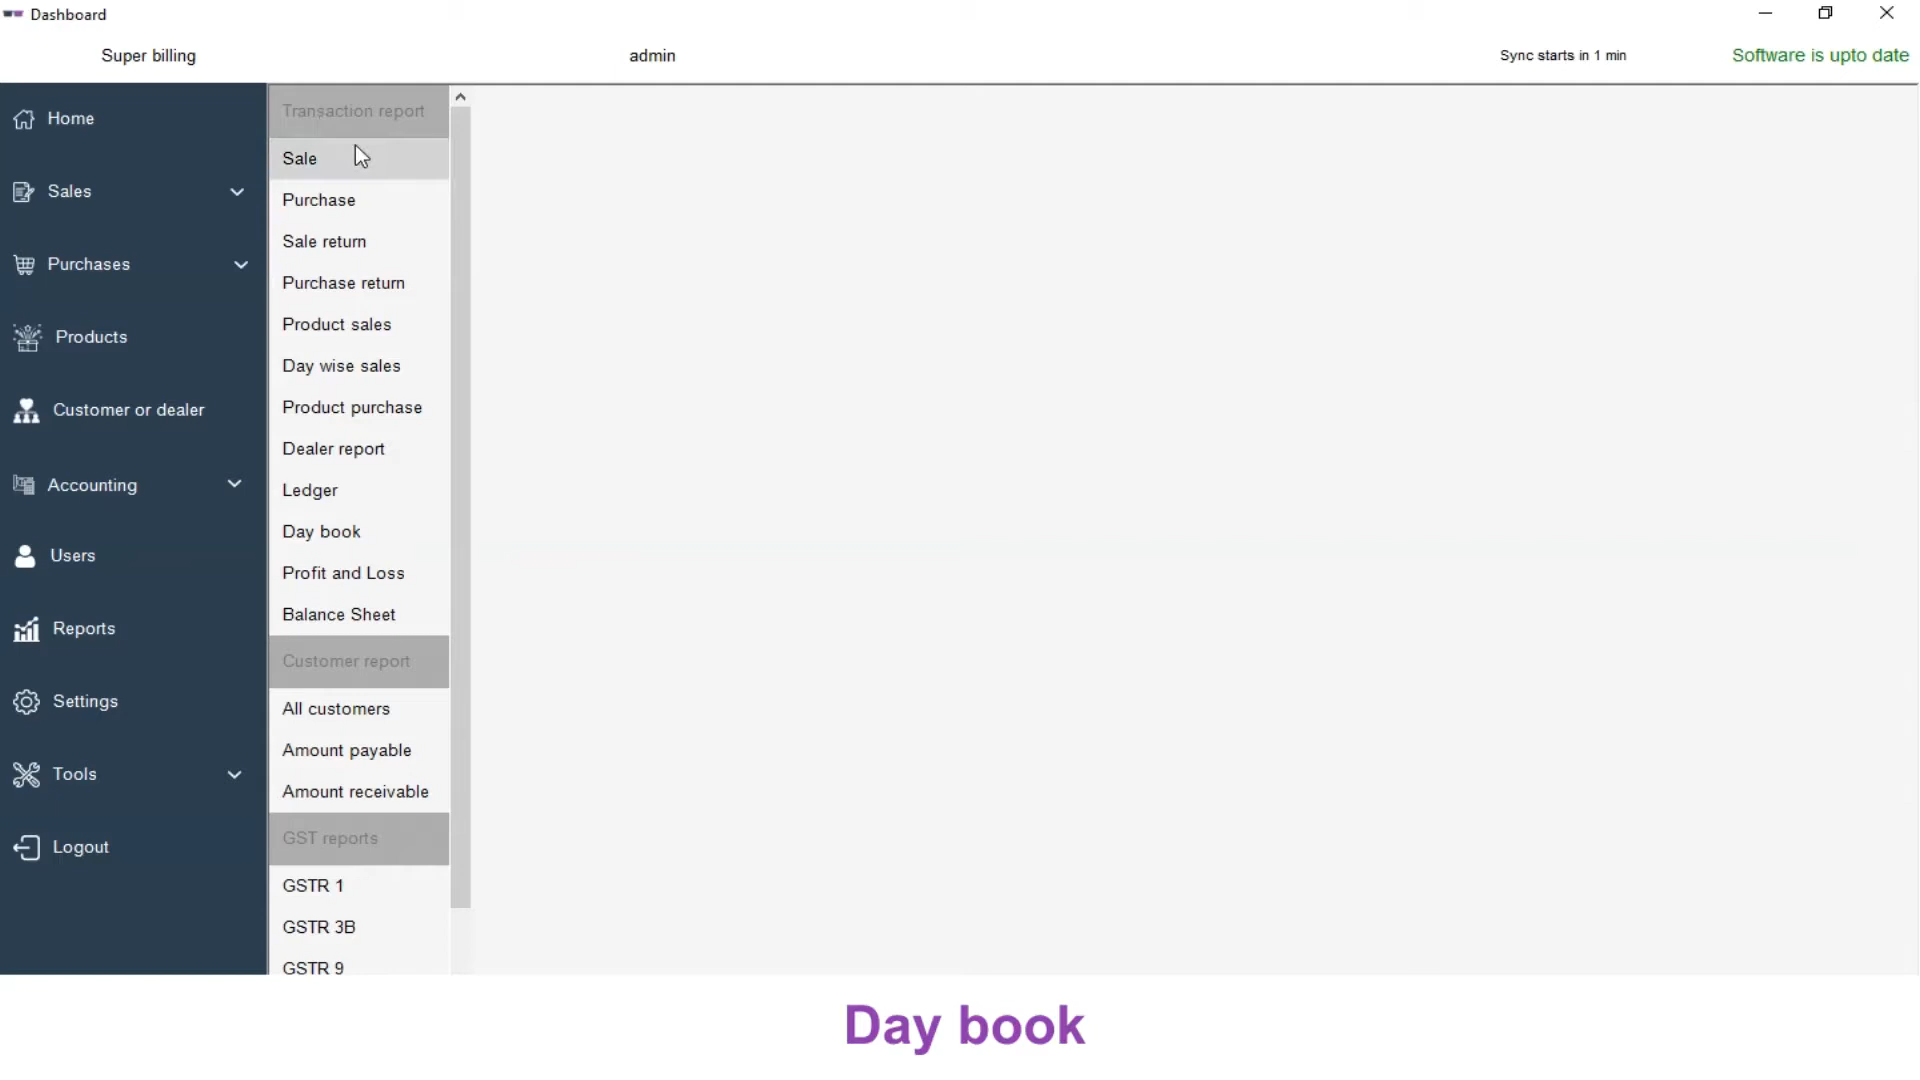 Dashboard
Super billing
admin
Sync starts in 1 min
Software is upto date
Home
Sales
Purchases
Products
Customer or dealer
Accounting
Users
Reports
Settings
Tools
Logout
Transaction report
Sale
Purchase
Sale return
Purchase return
Product sales
Day wise sales
Product purchase
Dealer report
Ledger
Day book
Profit and Loss
Balance Sheet
Customer report
All customers
Amount payable
Amount receivable
GST reports
GSTR 1
GSTR 3B
GSTR 9
Day book